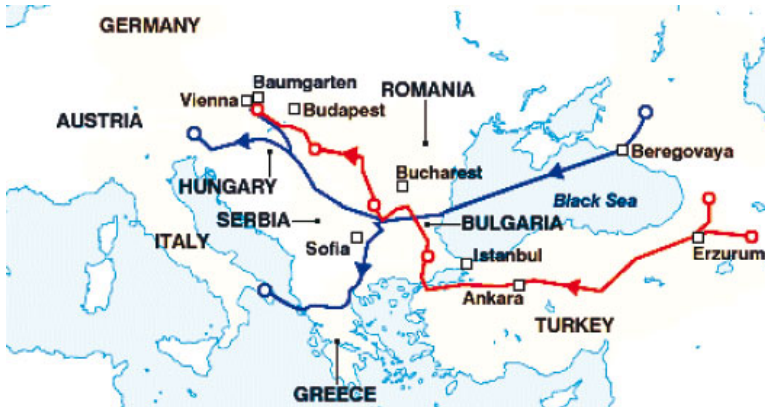 GERMANY
Baumgarten
Vienna
Budapest
ROMANIA
AUSTRIA
Beregovaya
HUNGARY
Bucharest
Black Sea
SERBIA
BULGARIA
ITALY
Sofia
Istanbul
Erzurum
Ankara
TURKEY
GREECE